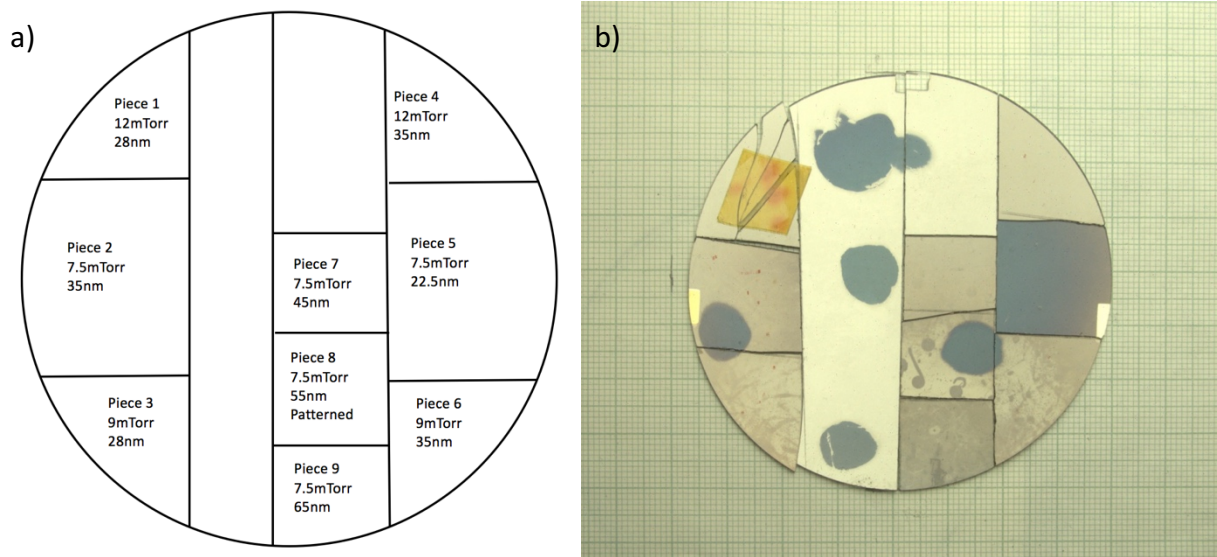 a)
Piece 1
12mTorr
28nm
Piece 4
12mTorr
35nm
Piece 2
7.5mTorr
35nm
Piece 5
7.5mTorr
22.5nm
Piece 7
7.5mTorr
45nm
Piece 8
7.5mTorr
55nm
Patterned
Piece 3
9mTorr
28nm
Piece 6
9mTorr
35nm
Piece 9
7.5mTorr
65nm
b)